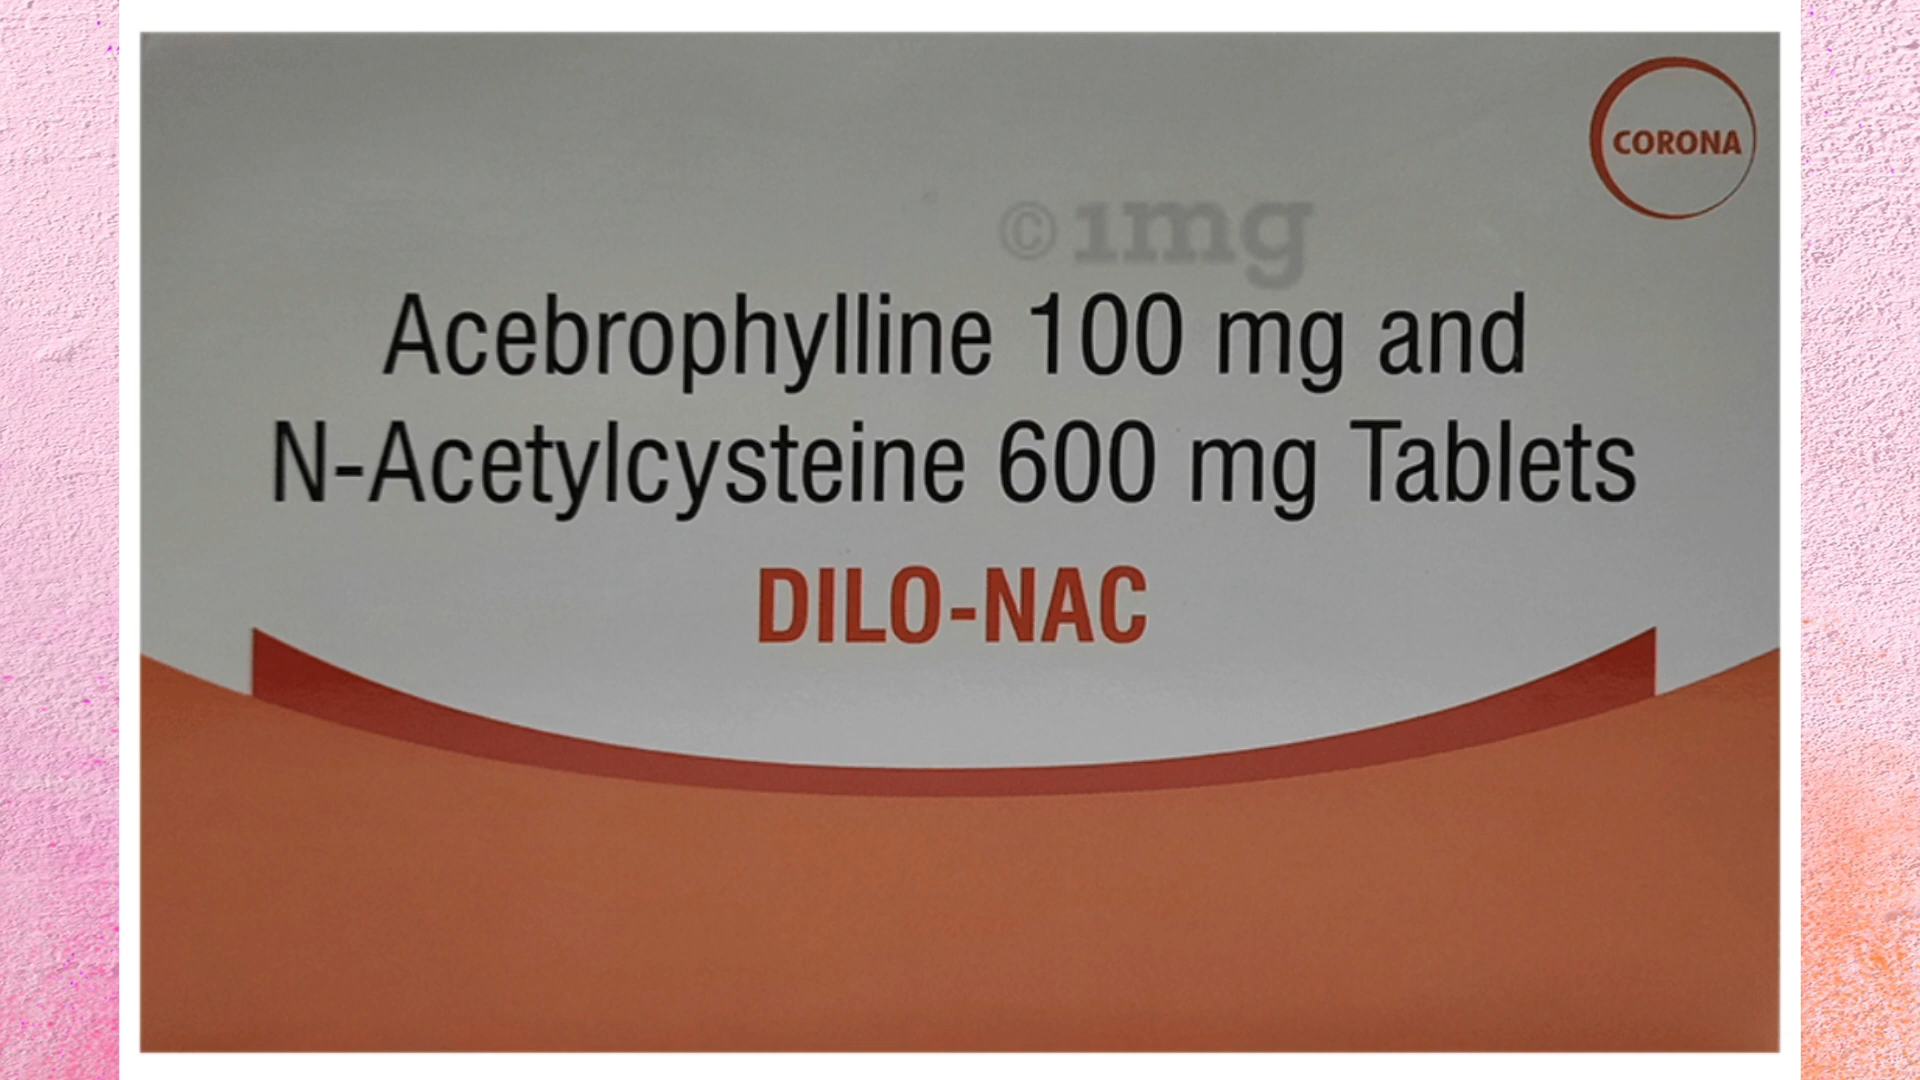 CORONA
© 1mg
Acebrophylline 100 mg and
N-Acetylcysteine 600 mg Tablets
DILO-NAC